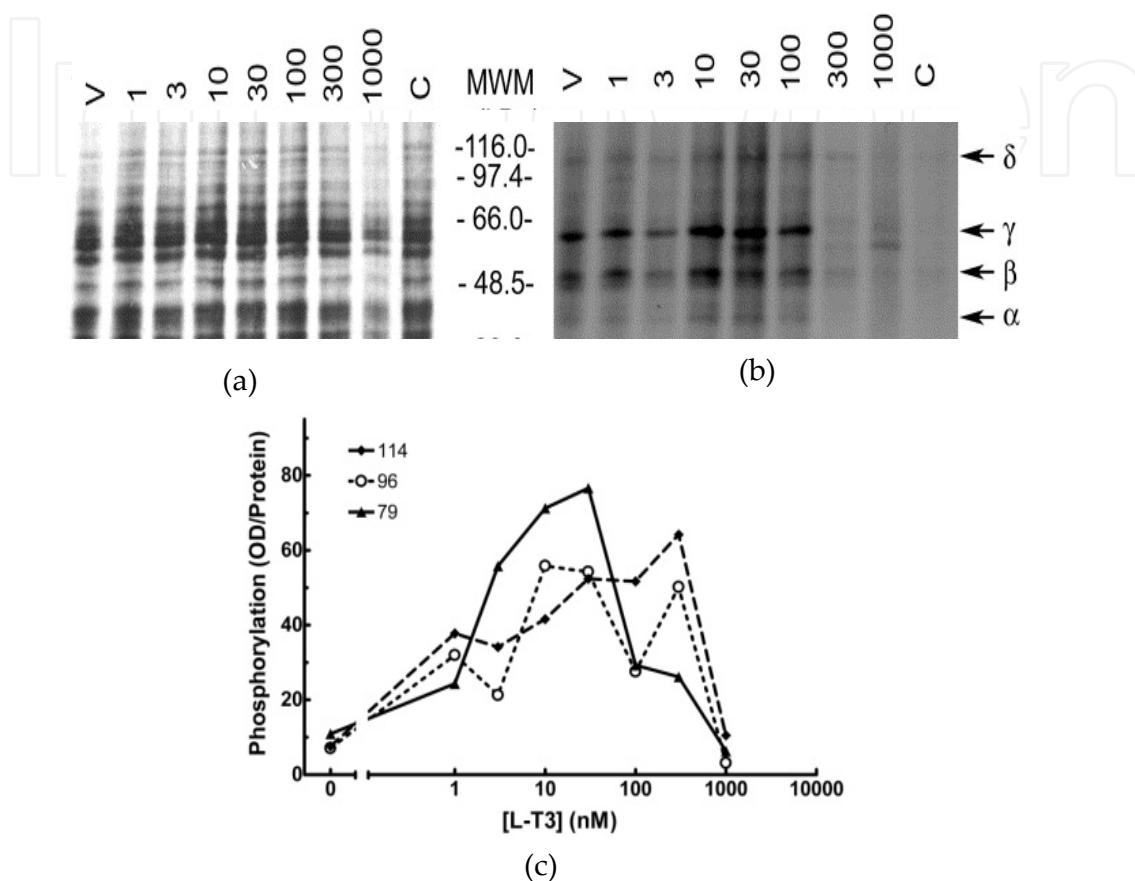 V 1 3 10 30 100 300 1000 C MWM V 1 3 10 30 100 300 1000 C
-116.0- δ
- 97.4-
- 66.0- γ
β
- 48.5-
α
(a) (b)
114
96
79
Phosphorylation (OD/Protein)
80
60
40
20
0
0 1 10 100 1000 10000
[L-T3] (nM)
(c)